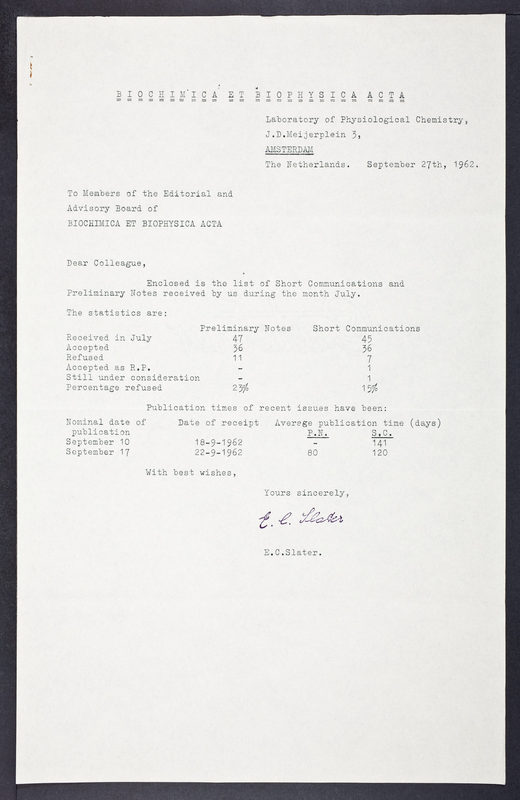 BIOCHIMICA ET BIOPHYSICA ACTA
Laboratory of Physiological Chemistry,
J.D.Meijerplein 3,
AMSTERDAM
The Netherlands. September 27th, 1962.
To Members of the Editorial and
Advisory Board of
BIOCHIMICA ET BIOPHYSICA ACTA
Dear Colleague,
Enclosed is the list of Short Communications and
Preliminary Notes received by us during the month July.
The statistics are:
Preliminary Notes Short Communications
Received in July 47 45
Accepted 36 36
Refused 11 7
Accepted as R.P. - 1
Still under consideration - 1
Percentage refused 23% 15%
Publication times of recent issues have been:
Nominal date of Date of receipt Average publication time (days)
publication P.N. S.C.
September 10 18-9-1962 - 141
September 17 22-9-1962 80 120
With best wishes,
Yours sincerely,
E. C. Slater
E.C.Slater.